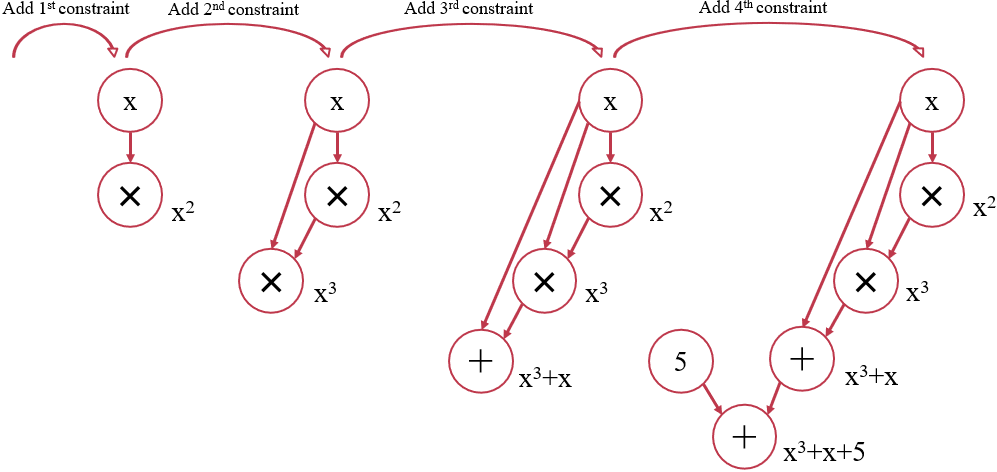 Add 1st constraint
Add 2nd constraint
Add 3rd constraint
Add 4th constraint
x
×
x²
x
×
x²
×
x³
x
×
x²
×
x³
+
x³+x
x
×
x²
×
x³
+
x³+x
5
+
x³+x+5